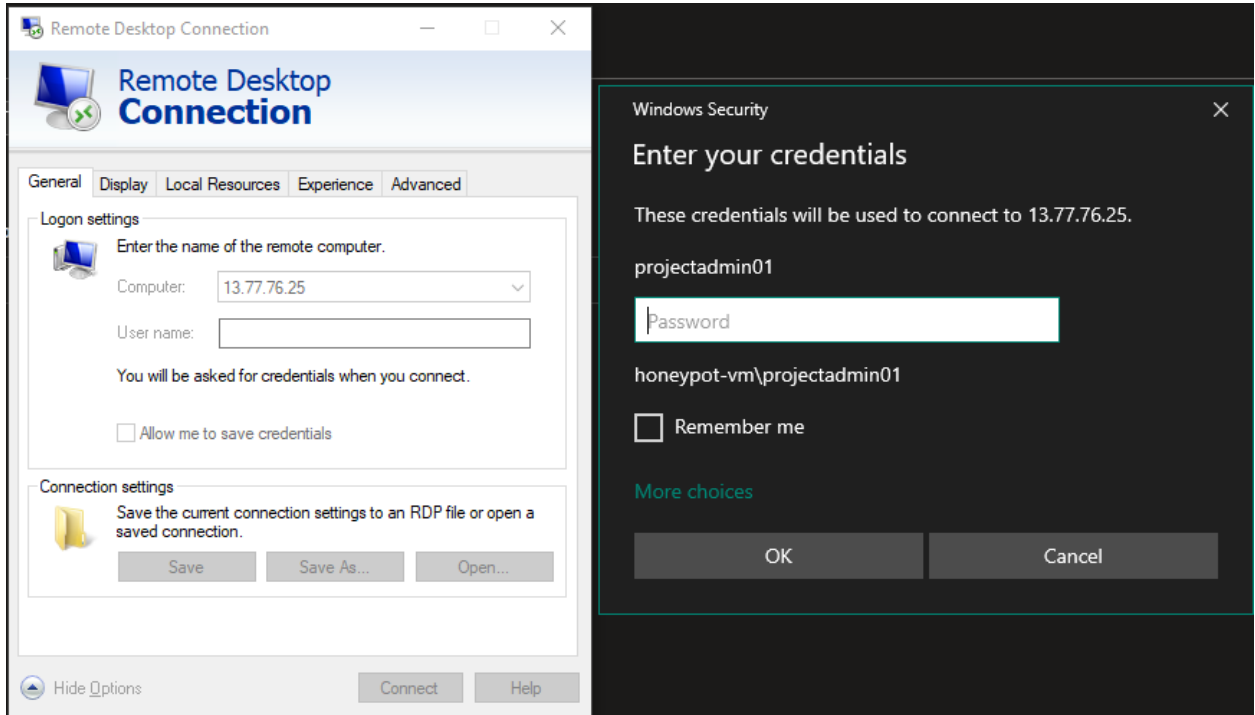 Remote Desktop Connection
Remote Desktop
Connection
General Display Local Resources Experience Advanced
Logon settings
Enter the name of the remote computer.
Computer: 13.77.76.25
User name:
You will be asked for credentials when you connect.
Allow me to save credentials
Connection settings
Save the current connection settings to an RDP file or open a
saved connection.
Save Save As... Open...
Hide Options Connect Help
Windows Security
Enter your credentials
These credentials will be used to connect to 13.77.76.25.
projectadmin01
Password
honeypot-vm\projectadmin01
Remember me
More choices
OK Cancel